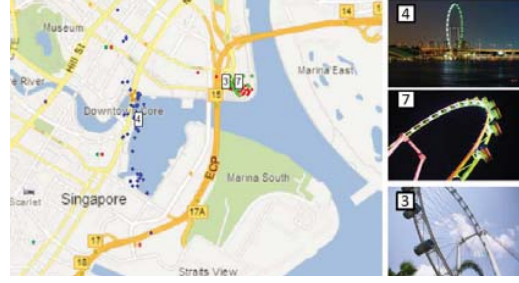 14
15
4
Museum
Hill St
3 7
Marina East
e River
15
Downtown Core
4
7
ECP
Marina South
Singapore
Scarlet
17A
3
17
Straits View
18